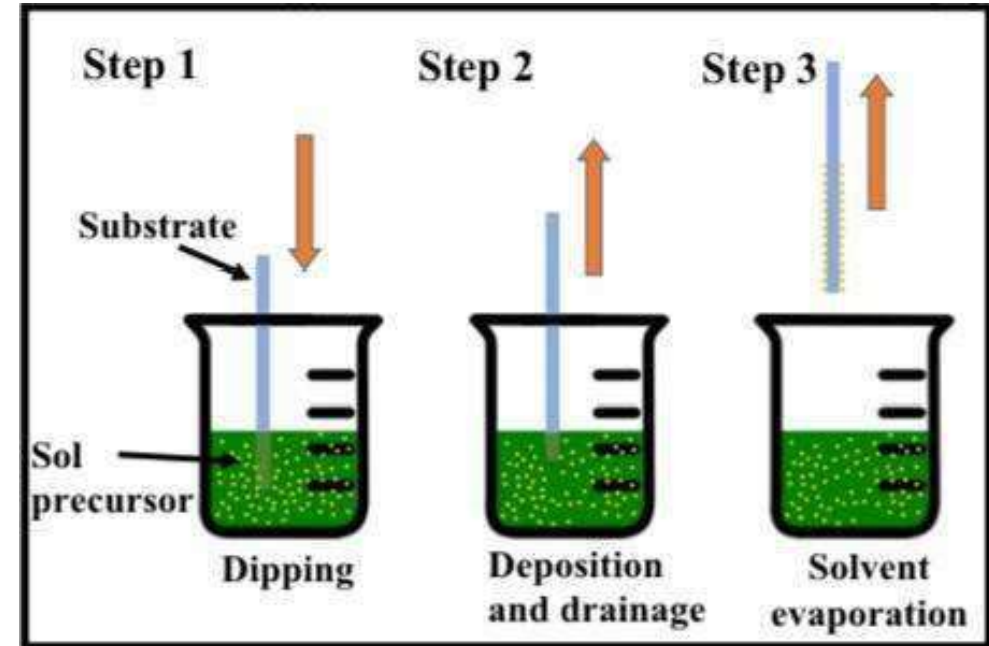 Step 1
Step 2
Step 3
Substrate
Sol
precursor
Dipping
Deposition
and drainage
Solvent
evaporation